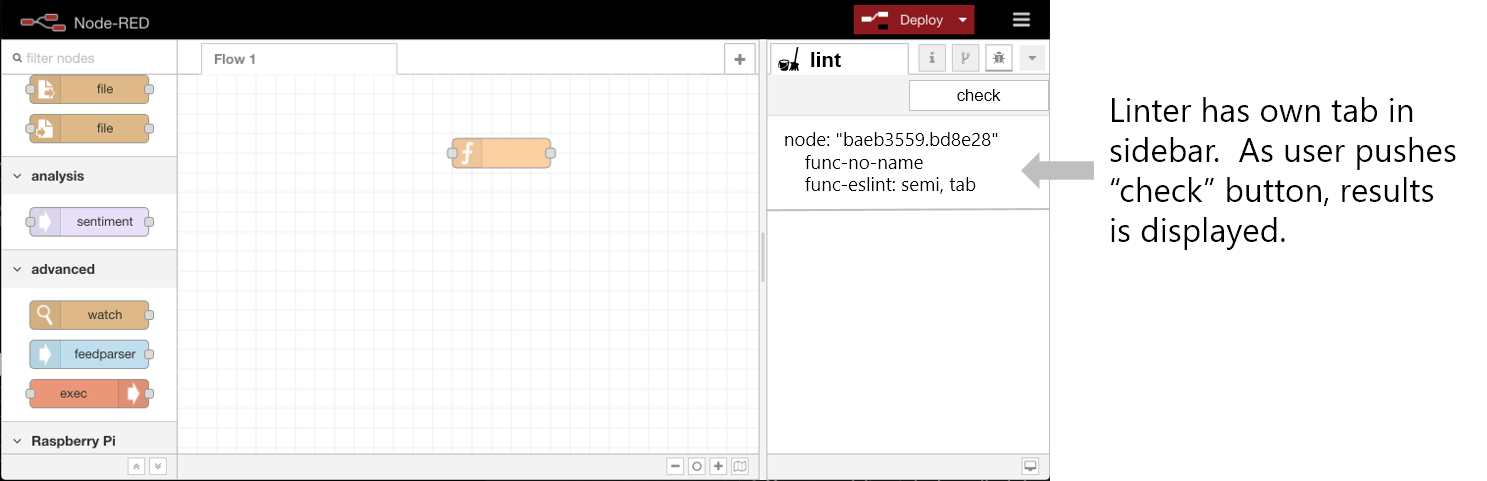 Node-RED
Deploy
filter nodes
Flow 1
lint
i
check
file
file
analysis
sentiment
advanced
watch
feedparser
exec
Raspberry Pi
f
node: "baeb3559.bd8e28"
func-no-name
func-eslint: semi, tab
Linter has own tab in
sidebar. As user pushes
“check” button, results
is displayed.